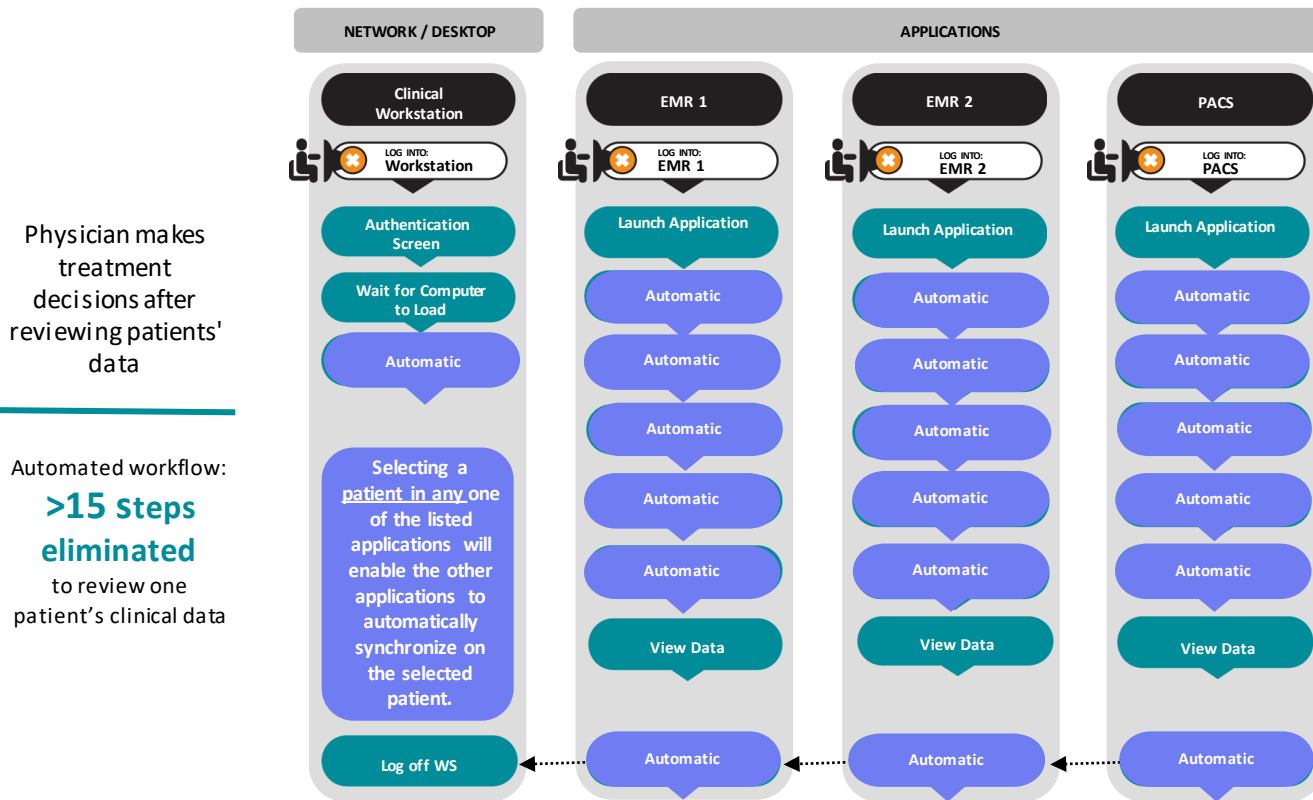 NETWORK / DESKTOP
APPLICATIONS
Physician makes
treatment
decisions after
reviewing patients'
data
Automated workflow:
>15 Steps
eliminated
to review one
patient’s clinical data
Clinical
Workstation
LOG INTO:
Workstation
Authentication
Screen
Wait for Computer
to Load
Automatic
Selecting a
patient in any one
of the listed
applications will
enable the other
applications to
automatically
synchronize on
the selected
patient.
Log off WS
EMR 1
LOG INTO:
EMR 1
Launch Application
Automatic
Automatic
Automatic
Automatic
Automatic
View Data
Automatic
EMR 2
LOG INTO:
EMR 2
Launch Application
Automatic
Automatic
Automatic
Automatic
Automatic
View Data
Automatic
PACS
LOG INTO:
PACS
Launch Application
Automatic
Automatic
Automatic
Automatic
Automatic
View Data
Automatic